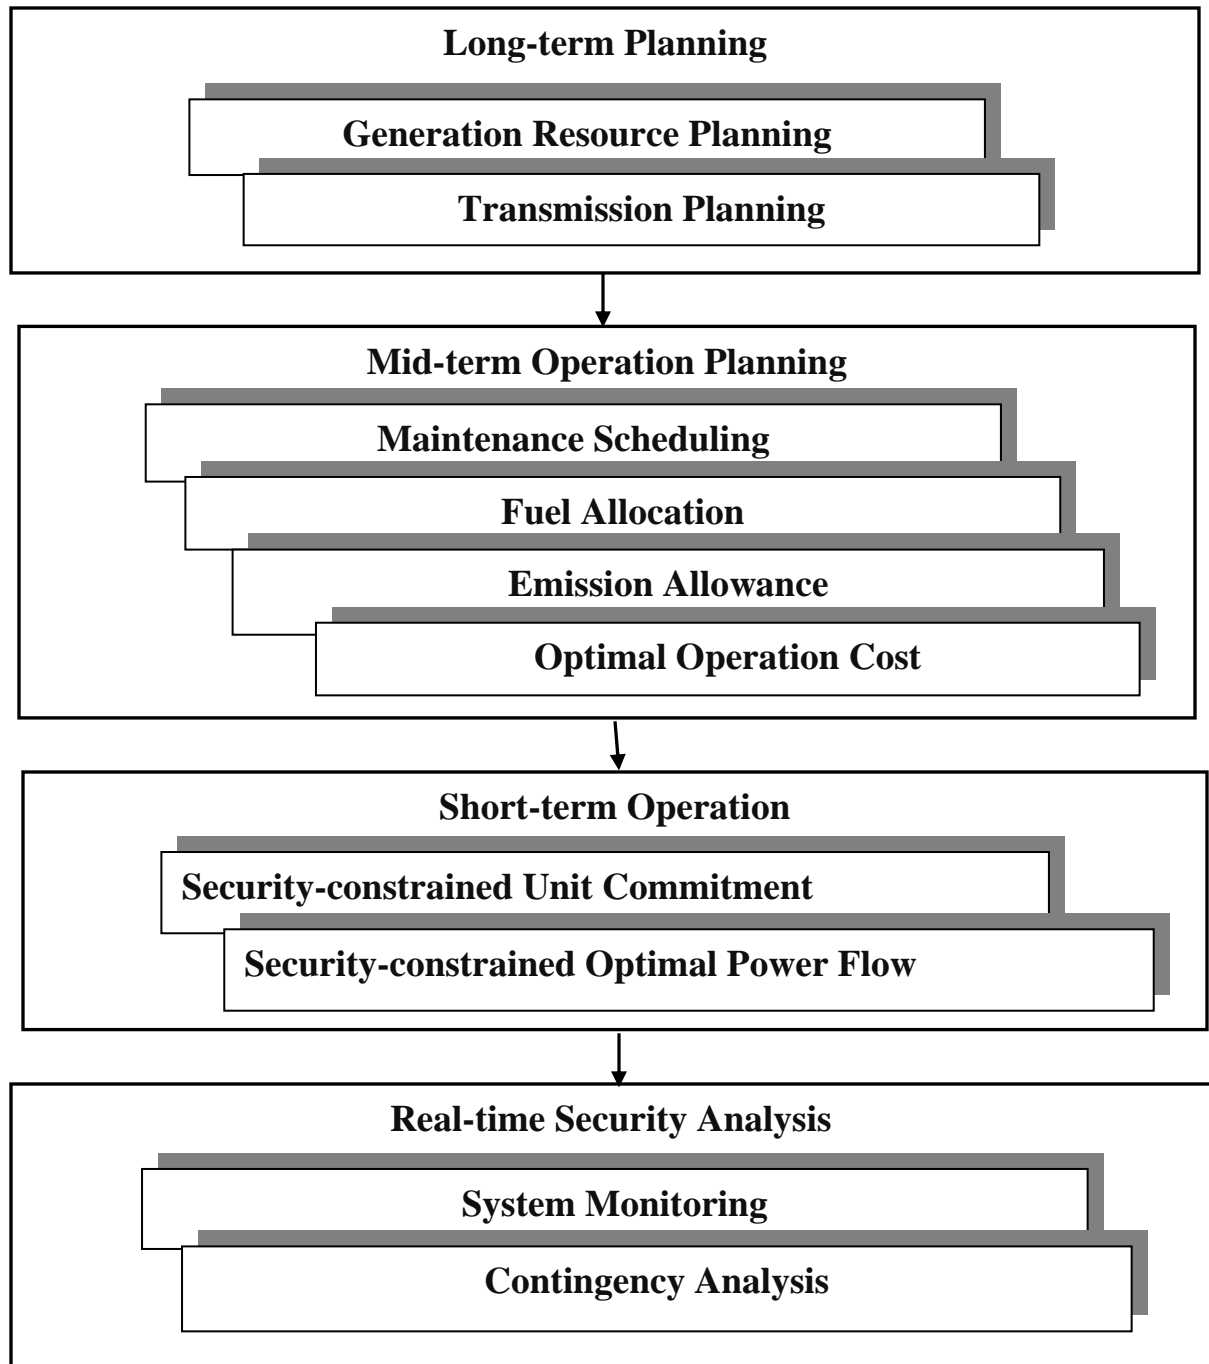 Long-term Planning
Generation Resource Planning
Transmission Planning
Mid-term Operation Planning
Maintenance Scheduling
Fuel Allocation
Emission Allowance
Optimal Operation Cost
Short-term Operation
Security-constrained Unit Commitment
Security-constrained Optimal Power Flow
Real-time Security Analysis
System Monitoring
Contingency Analysis